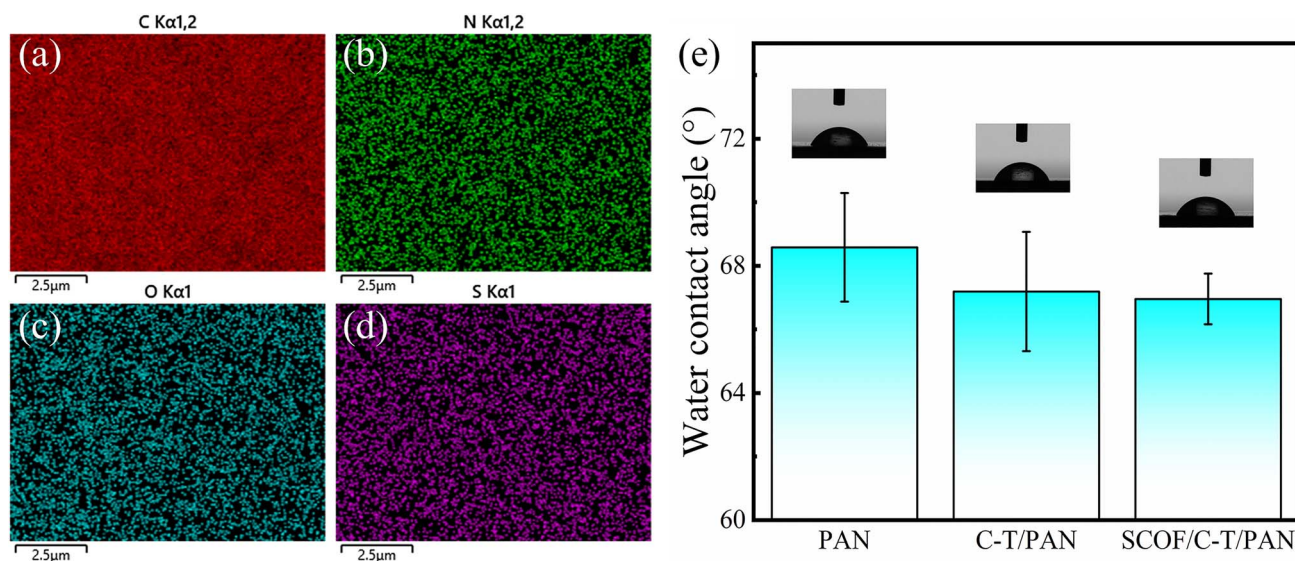 C Kα1,2
(a)
2.5μm
N Kα1,2
(b)
2.5μm
O Kα1
(c)
2.5μm
S Kα1
(d)
2.5μm
(e)
Water contact angle (°)
72
68
64
60
PAN
C-T/PAN
SCOF/C-T/PAN